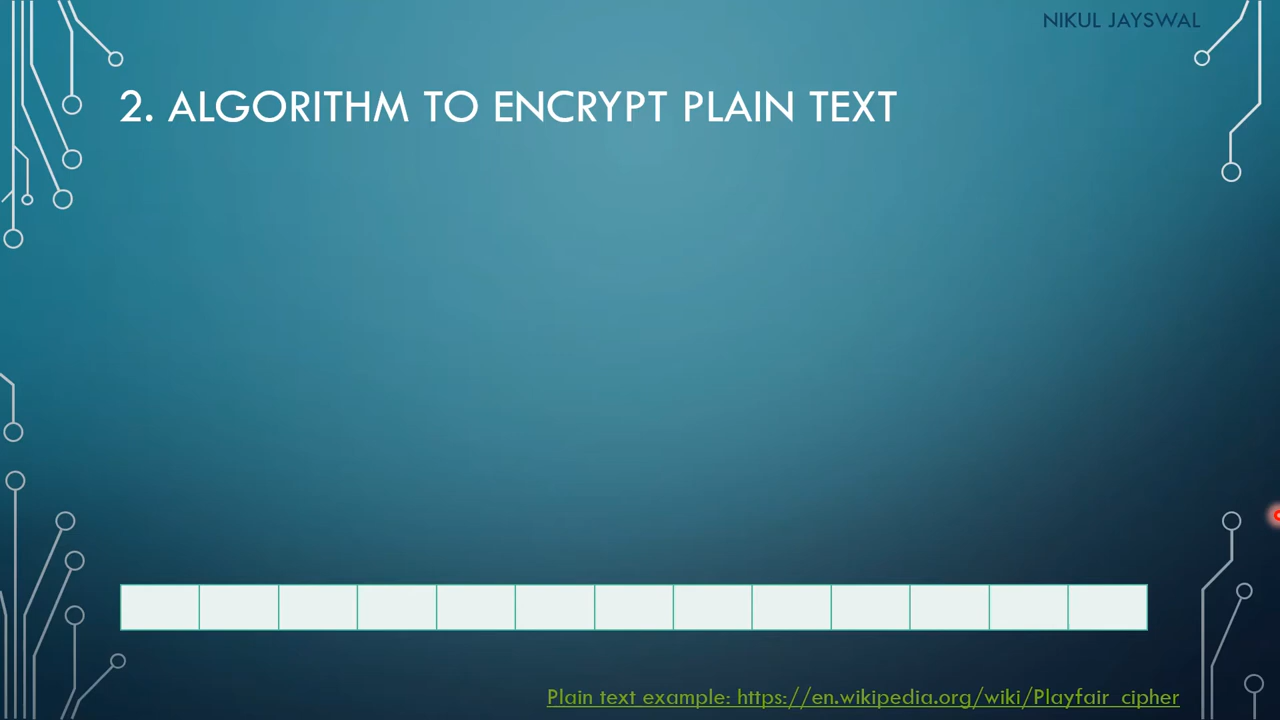 NIKUL JAYSWAL
2. ALGORITHM TO ENCRYPT PLAIN TEXT
Plain text example: https://en.wikipedia.org/wiki/Playfair_cipher